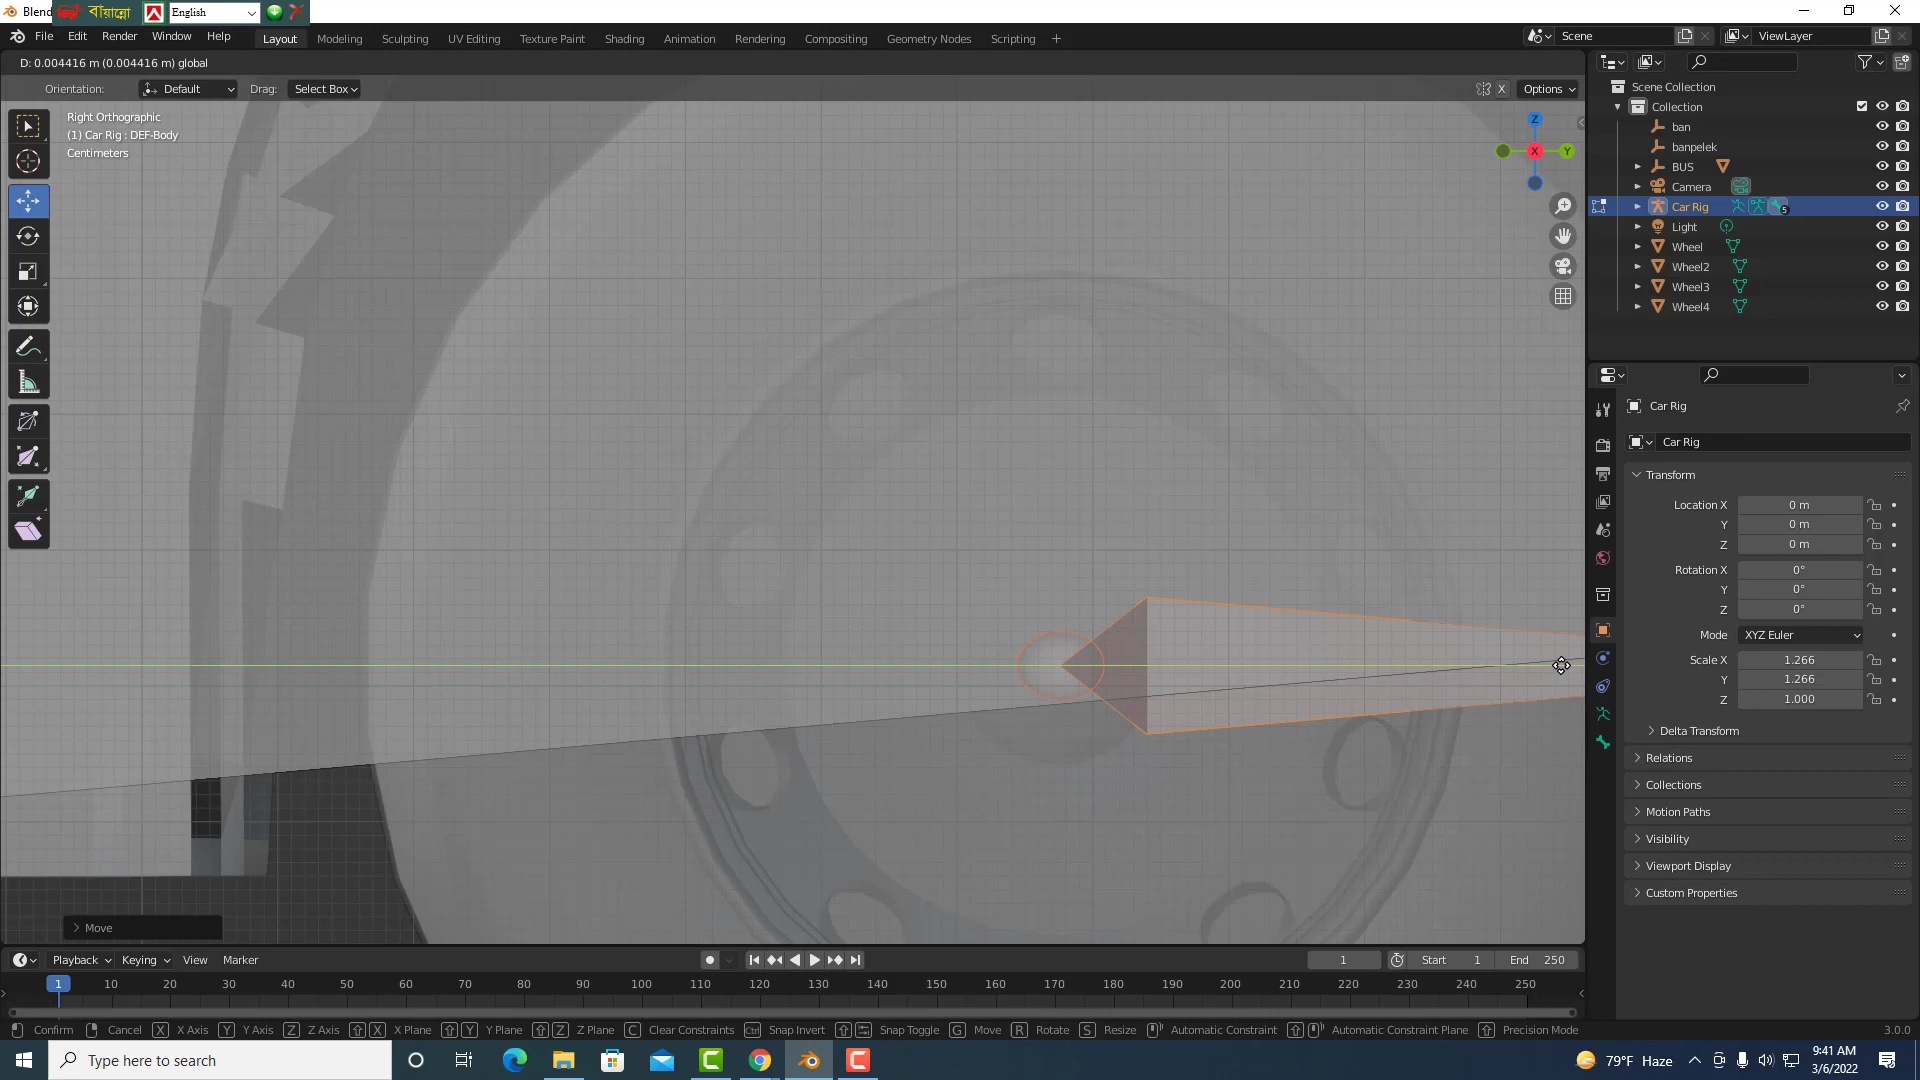 Blend
বায়ান্নো
English
File Edit Render Window Help
Layout Modeling Sculpting UV Editing Texture Paint Shading Animation Rendering Compositing Geometry Nodes Scripting +
Scene
ViewLayer
D: 0.004416 m (0.004416 m) global
Orientation: Default Drag: Select Box
X Options
Right Orthographic
(1) Car Rig : DEF-Body
Centimeters
Z
X
Y
Scene Collection
Collection
ban
banpelek
BUS
Camera
Car Rig 5
Light
Wheel
Wheel2
Wheel3
Wheel4
Car Rig
Car Rig
Transform
Location X 0 m
Y 0 m
Z 0 m
Rotation X 0°
Y 0°
Z 0°
Mode XYZ Euler
Scale X 1.266
Y 1.266
Z 1.000
Delta Transform
Relations
Collections
Motion Paths
Visibility
Viewport Display
Custom Properties
Move
Playback Keying View Marker
1 Start 1 End 250
1 10 20 30 40 50 60 70 80 90 100 110 120 130 140 150 160 170 180 190 200 210 220 230 240 250
Confirm Cancel X X Axis Y Y Axis Z Z Axis X X Plane Y Y Plane Z Z Plane C Clear Constraints Ctrl Snap Invert Snap Toggle G Move R Rotate S Resize Automatic Constraint Automatic Constraint Plane Precision Mode 3.0.0
Type here to search
79°F Haze
9:41 AM
3/6/2022